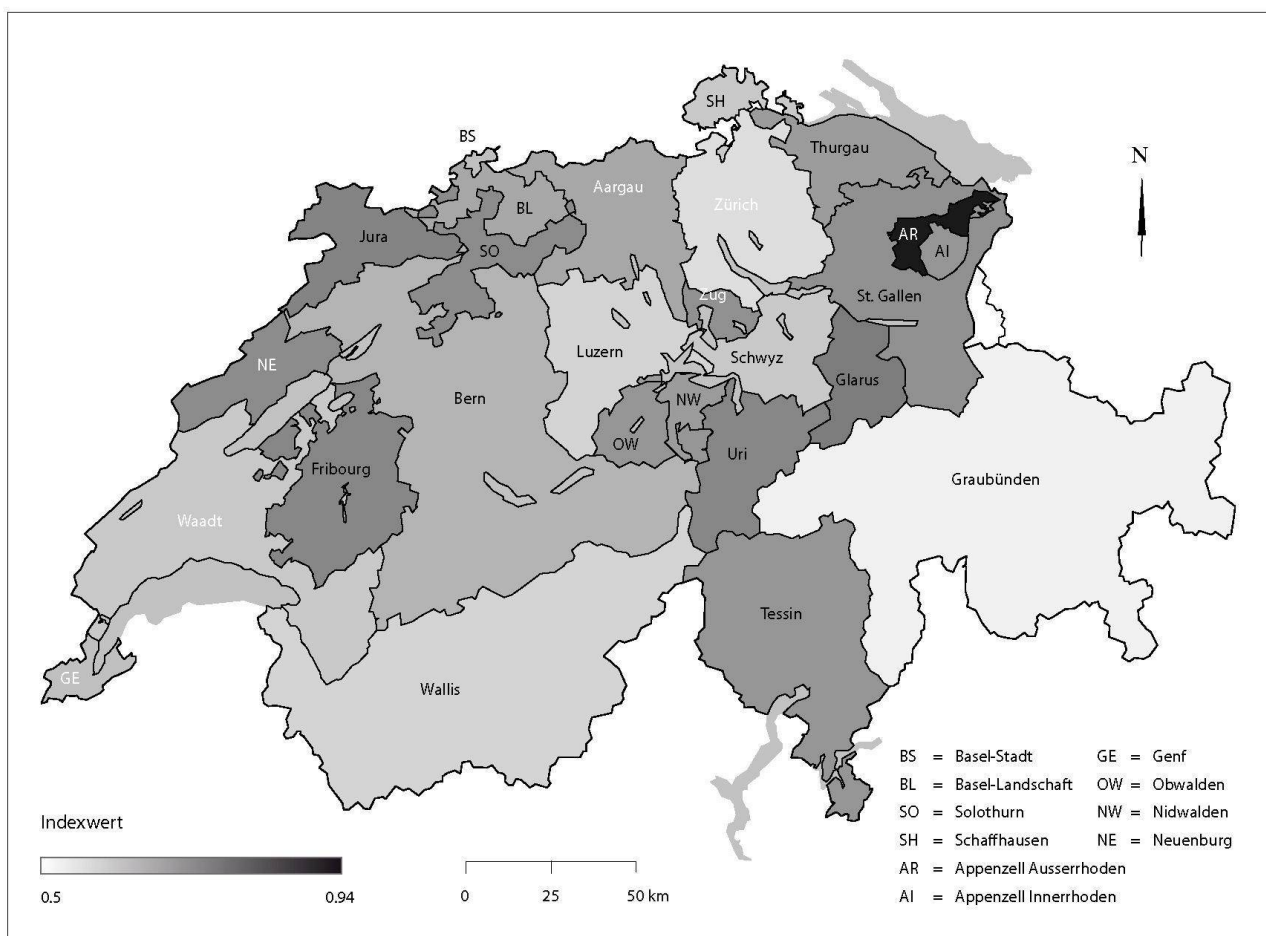 SH
BS
N
Thurgau
Aargau
Zürich
BL
Jura
SO
AR
AI
Zug
St. Gallen
NE
Luzern
Schwyz
Glarus
Bern
NW
OW
Uri
Fribourg
Graubünden
Waadt
Tessin
GE
Wallis
BS = Basel-Stadt
BL = Basel-Landschaft
SO = Solothurn
SH = Schaffhausen
AR = Appenzell Ausserrhoden
AI = Appenzell Innerrhoden
GE = Genf
OW = Obwalden
NW = Nidwalden
NE = Neuenburg
Indexwert
0.5 0.94
0 25 50 km